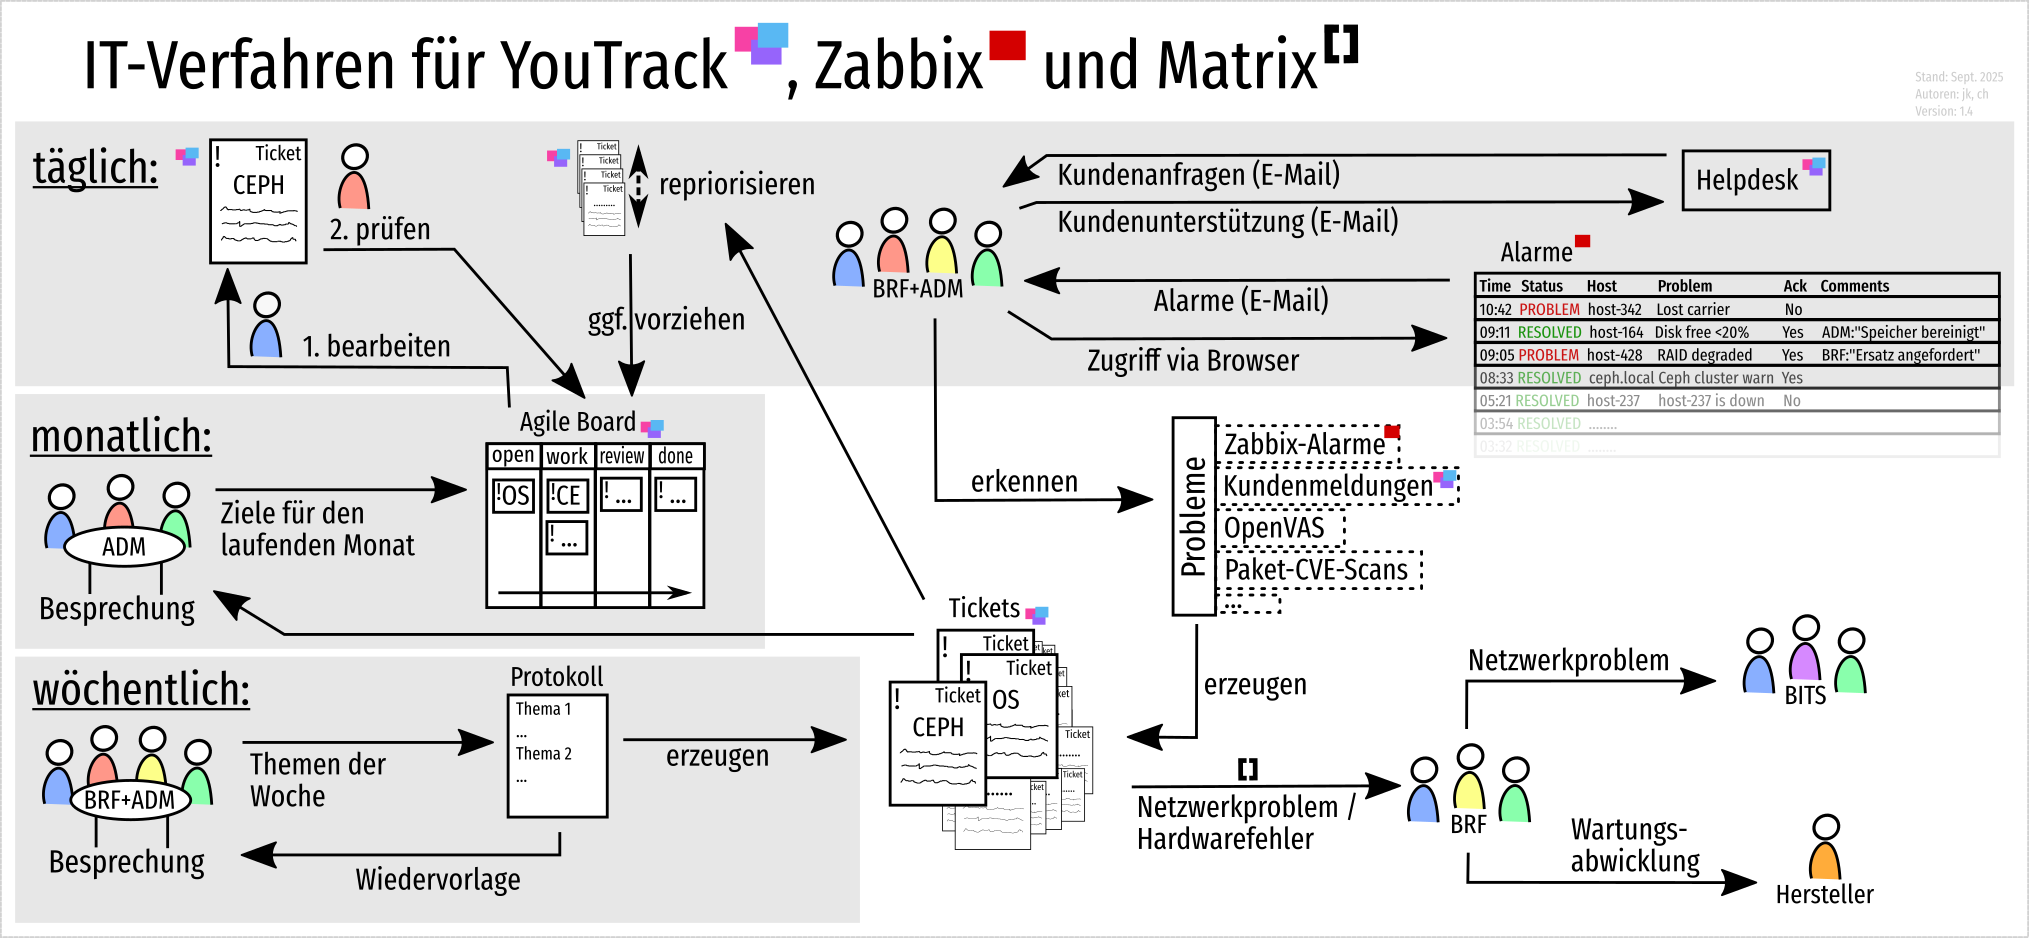 IT-Verfahren für YouTrack, Zabbix und Matrix[]
Stand: Sept. 2025
Autoren: jk, ch
Version: 1.4
täglich:
! Ticket
CEPH
2. prüfen
1. bearbeiten
! Ticket
! Ticket
! Ticket
! Ticket
.........
repriorisieren
ggf. vorziehen
BRF+ADM
Kundenanfragen (E-Mail)
Kundenunterstützung (E-Mail)
Helpdesk
Alarme (E-Mail)
Zugriff via Browser
Alarme
Time Status Host Problem Ack Comments
10:42 PROBLEM host-342 Lost carrier No
09:11 RESOLVED host-164 Disk free <20% Yes ADM:"Speicher bereinigt"
09:05 PROBLEM host-428 RAID degraded Yes BRF:"Ersatz angefordert"
08:33 RESOLVED ceph.local Ceph cluster warn Yes
05:21 RESOLVED host-237 host-237 is down No
03:54 RESOLVED ........
03:32 RESOLVED ........
monatlich:
ADM
Besprechung
Ziele für den
laufenden Monat
Agile Board
open work review done
!OS !CE ! ... ! ...
! ...
erkennen
Probleme
Zabbix-Alarme
Kundenmeldungen
OpenVAS
Paket-CVE-Scans
...
erzeugen
wöchentlich:
BRF+ADM
Besprechung
Themen der
Woche
Protokoll
Thema 1
...
Thema 2
...
Wiedervorlage
erzeugen
Tickets
! Ticket
! Ticket
OS
! Ticket
CEPH
Ticket
........
Ticket
.....
......
[]
Netzwerkproblem /
Hardwarefehler
BRF
Netzwerkproblem
BITS
Wartungs-
abwicklung
Hersteller